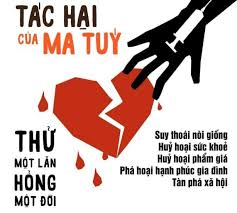 TÁC HẠI
CỦA MA TUÝ
THỬ
MỘT LẦN
HỎNG
MỘT ĐỜI
Suy thoái nòi giống
Huỷ hoại sức khoẻ
Huỷ hoại phẩm giá
Phá hoại hạnh phúc gia đình
Tàn phá xã hội